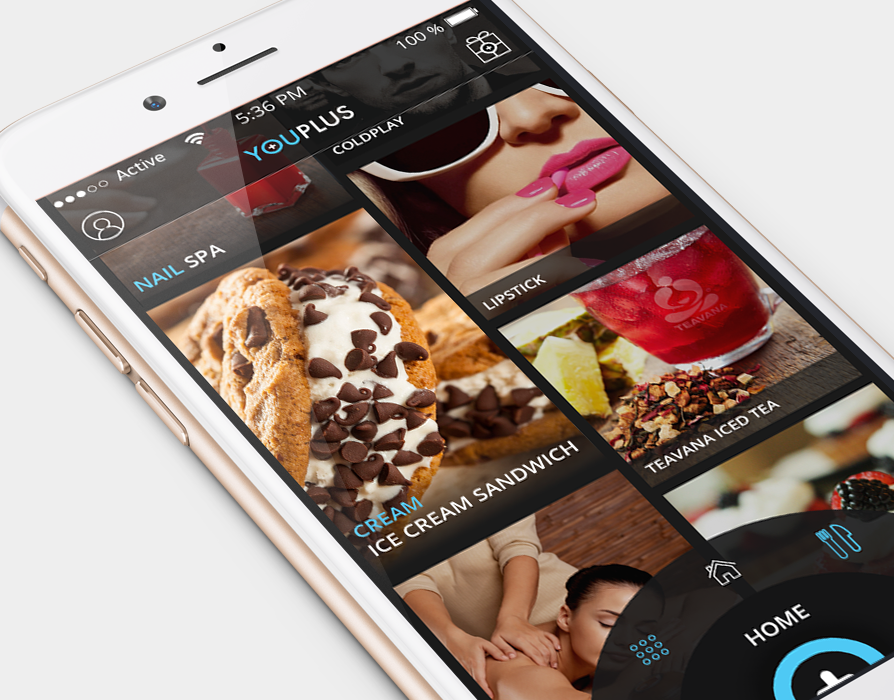 100 %
5:36 PM
Active
YOUPLUS
COLDPLAY
NAIL SPA
LIPSTICK
TEAVANA
TEAVANA ICED TEA
CREAM
ICE CREAM SANDWICH
HOME